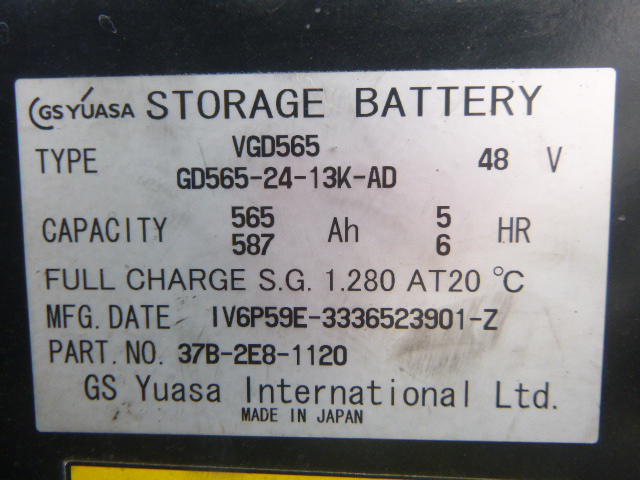 GS YUASA STORAGE BATTERY
TYPE VGD565 48 V
GD565-24-13K-AD
CAPACITY 565 Ah 5 HR
587 6
FULL CHARGE S.G. 1.280 AT 20 ℃
MFG. DATE IV6P59E-3336523901-Z
PART. NO. 37B-2E8-1120
GS Yuasa International Ltd.
MADE IN JAPAN